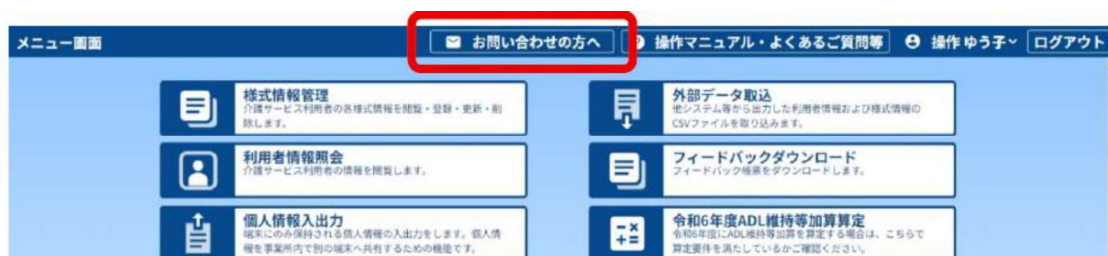 メニュー画面
お問い合わせの方へ
操作マニュアル・よくあるご質問等
操作 ゆう子
ログアウト
様式情報管理
介護サービス利用者の各様式情報を閲覧・登録・更新・削
除します。
外部データ取込
他システム等から出力した利用者情報および様式情報の
CSVファイルを取り込みます。
利用者情報照会
介護サービス利用者の情報を閲覧します。
フィードバックダウンロード
フィードバック帳票をダウンロードします。
個人情報入出力
端末にのみ保持される個人情報の入出力をします。個人情
報を事業所内で別の端末へ共有するための機能です。
令和6年度ADL維持等加算算定
令和6年度にADL維持等加算を算定する場合は、こちらで
算定要件を満たしているかご確認ください。